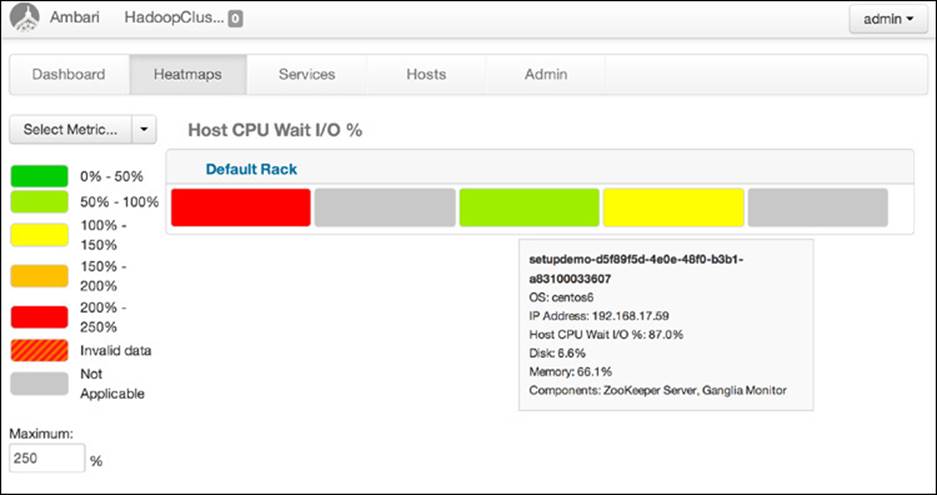 Ambari HadoopClus... 0 admin
Dashboard Heatmaps Services Hosts Admin
Select Metric... Host CPU Wait I/O %
Default Rack
0% - 50%
50% - 100%
100% -
150%
150% -
200%
200% -
250%
Invalid data
Not
Applicable
setupdemo-d5f89f5d-4e0e-48f0-b3b1-
a83100033607
OS: centos6
IP Address: 192.168.17.59
Host CPU Wait I/O %: 87.0%
Disk: 6.6%
Memory: 66.1%
Components: ZooKeeper Server, Ganglia Monitor
Maximum:
250 %